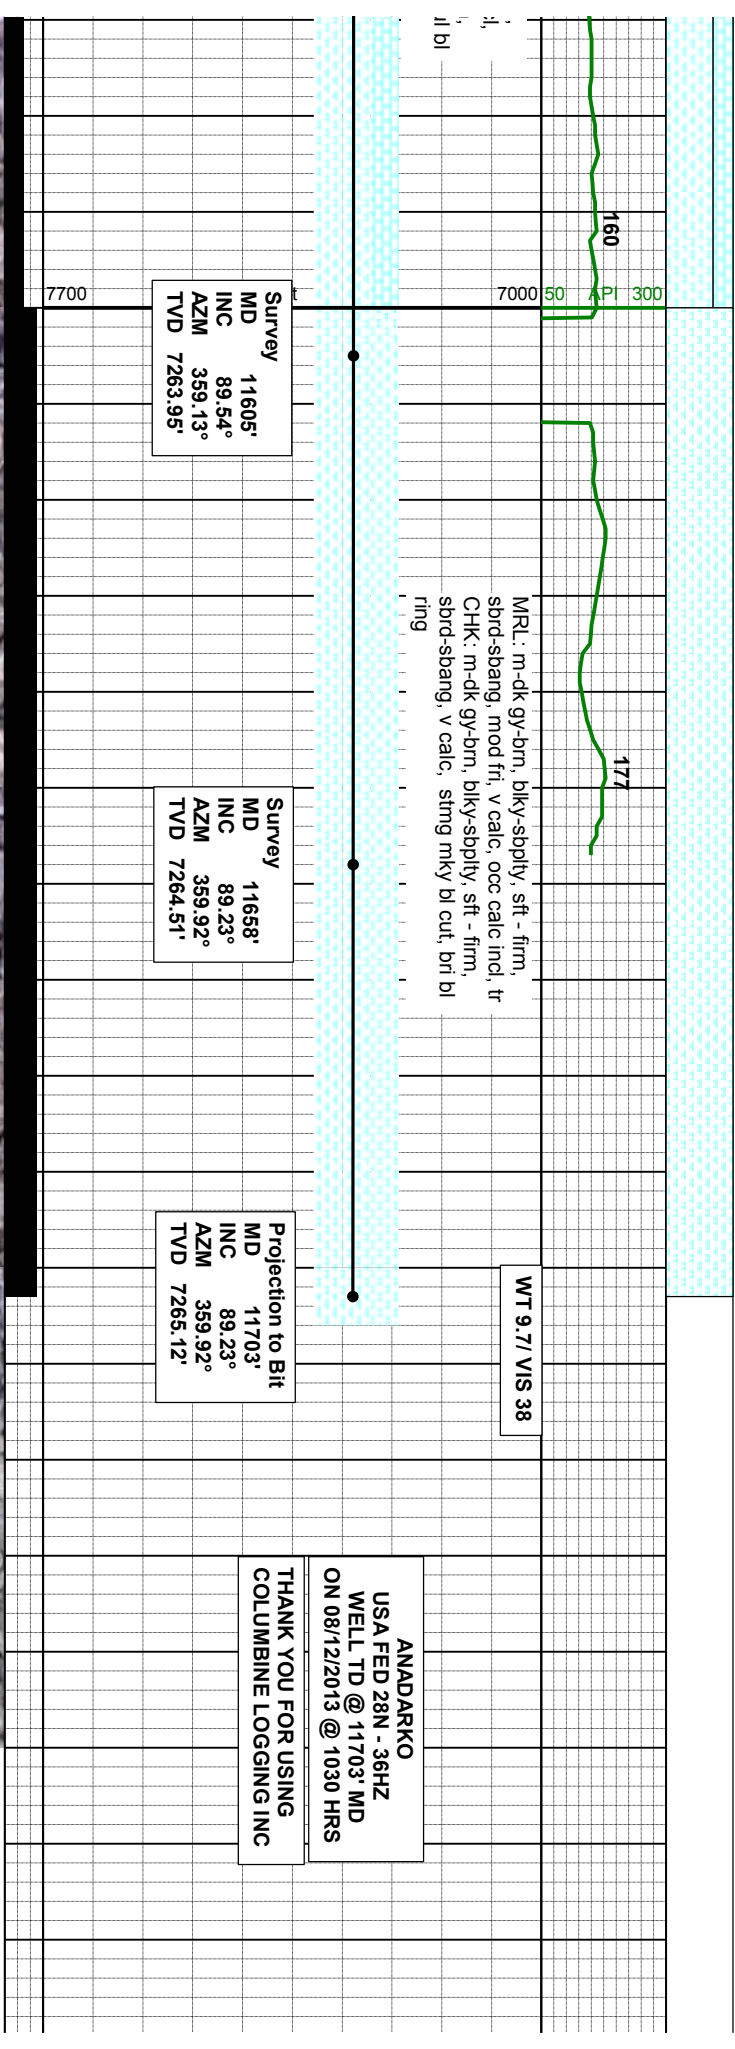 160
7700
7000
50 API 300
Survey
MD 11605'
INC 89.54°
AZM 359.13°
TVD 7263.95'
MRL: m-dk gy-brn, blky-sbplty, sft - firm,
sbrd-sbang, mod fri, v calc, occ calc incl, tr
CHK: m-dk gy-brn, blky-sbplty, sft - firm,
sbrd-sbang, v calc, stmg mky bl cut, bri bl
ring
177
Survey
MD 11658'
INC 89.23°
AZM 359.92°
TVD 7264.51'
Projection to Bit
MD 11703'
INC 89.23°
AZM 359.92°
TVD 7265.12'
WT 9.7/ VIS 38
ANADARKO
USA FED 28N - 36HZ
WELL TD @ 11703' MD
ON 08/12/2013 @ 1030 HRS
THANK YOU FOR USING
COLUMBINE LOGGING INC